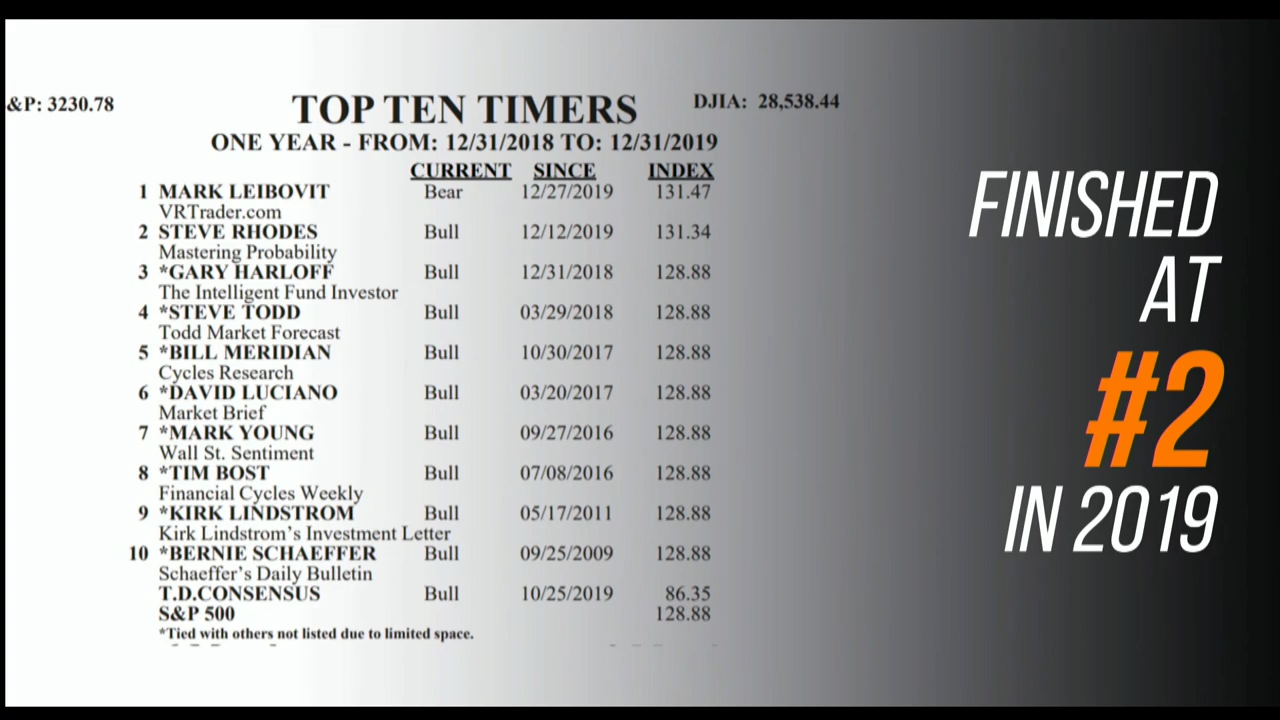 &P: 3230.78
TOP TEN TIMERS
DJIA: 28,538.44
ONE YEAR - FROM: 12/31/2018 TO: 12/31/2019
CURRENT SINCE INDEX
1 MARK LEIBOVIT Bear 12/27/2019 131.47
VRTrader.com
2 STEVE RHODES Bull 12/12/2019 131.34
Mastering Probability
3 *GARY HARLOFF Bull 12/31/2018 128.88
The Intelligent Fund Investor
4 *STEVE TODD Bull 03/29/2018 128.88
Todd Market Forecast
5 *BILL MERIDIAN Bull 10/30/2017 128.88
Cycles Research
6 *DAVID LUCIANO Bull 03/20/2017 128.88
Market Brief
7 *MARK YOUNG Bull 09/27/2016 128.88
Wall St. Sentiment
8 *TIM BOST Bull 07/08/2016 128.88
Financial Cycles Weekly
9 *KIRK LINDSTROM Bull 05/17/2011 128.88
Kirk Lindstrom's Investment Letter
10 *BERNIE SCHAEFFER Bull 09/25/2009 128.88
Schaeffer's Daily Bulletin
T.D.CONSENSUS Bull 10/25/2019 86.35
S&P 500 128.88
*Tied with others not listed due to limited space.
FINISHED
AT
#2
IN 2019